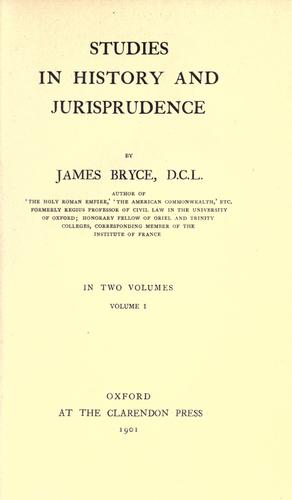 STUDIES
IN HISTORY AND
JURISPRUDENCE
BY
JAMES BRYCE, D.C.L.
AUTHOR OF
'THE HOLY ROMAN EMPIRE,' 'THE AMERICAN COMMONWEALTH,' ETC.
FORMERLY REGIUS PROFESSOR OF CIVIL LAW IN THE UNIVERSITY
OF OXFORD; HONORARY FELLOW OF ORIEL AND TRINITY
COLLEGES, CORRESPONDING MEMBER OF THE
INSTITUTE OF FRANCE
IN TWO VOLUMES
VOLUME I
OXFORD
AT THE CLARENDON PRESS
1901